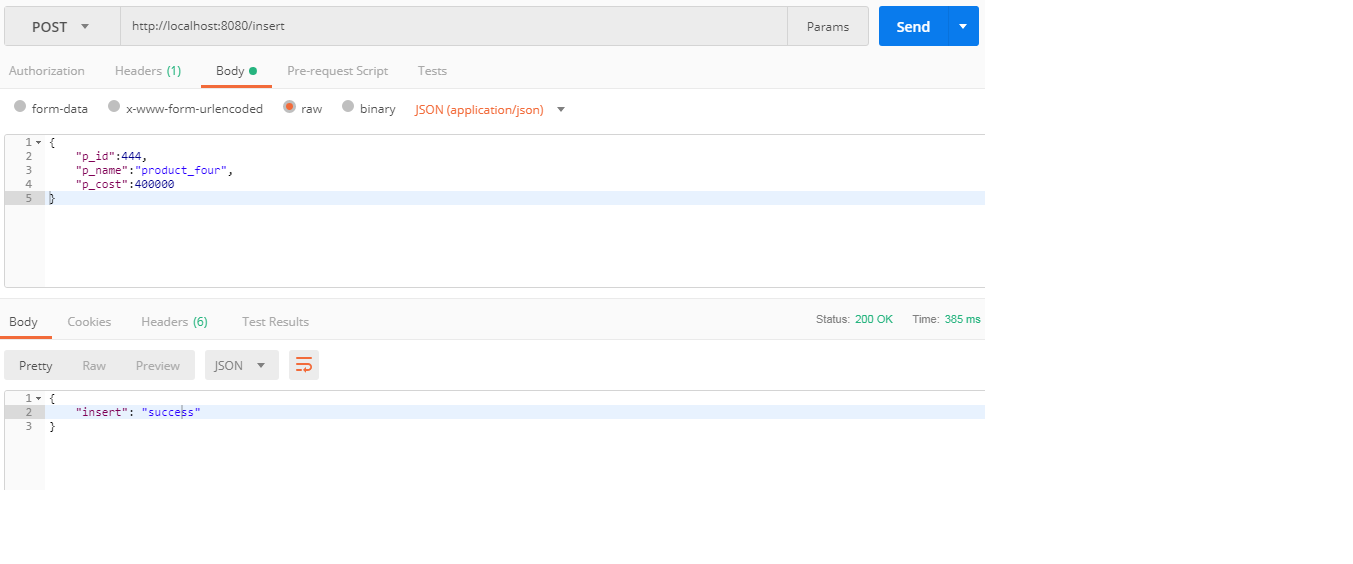 POST http://localhost:8080/insert Params Send
Authorization Headers (1) Body Pre-request Script Tests
form-data x-www-form-urlencoded raw binary JSON (application/json)
1 {
2 "p_id":444,
3 "p_name":"product_four",
4 "p_cost":400000
5 }
Body Cookies Headers (6) Test Results Status: 200 OK Time: 385 ms
Pretty Raw Preview JSON
1 {
2 "insert": "success"
3 }